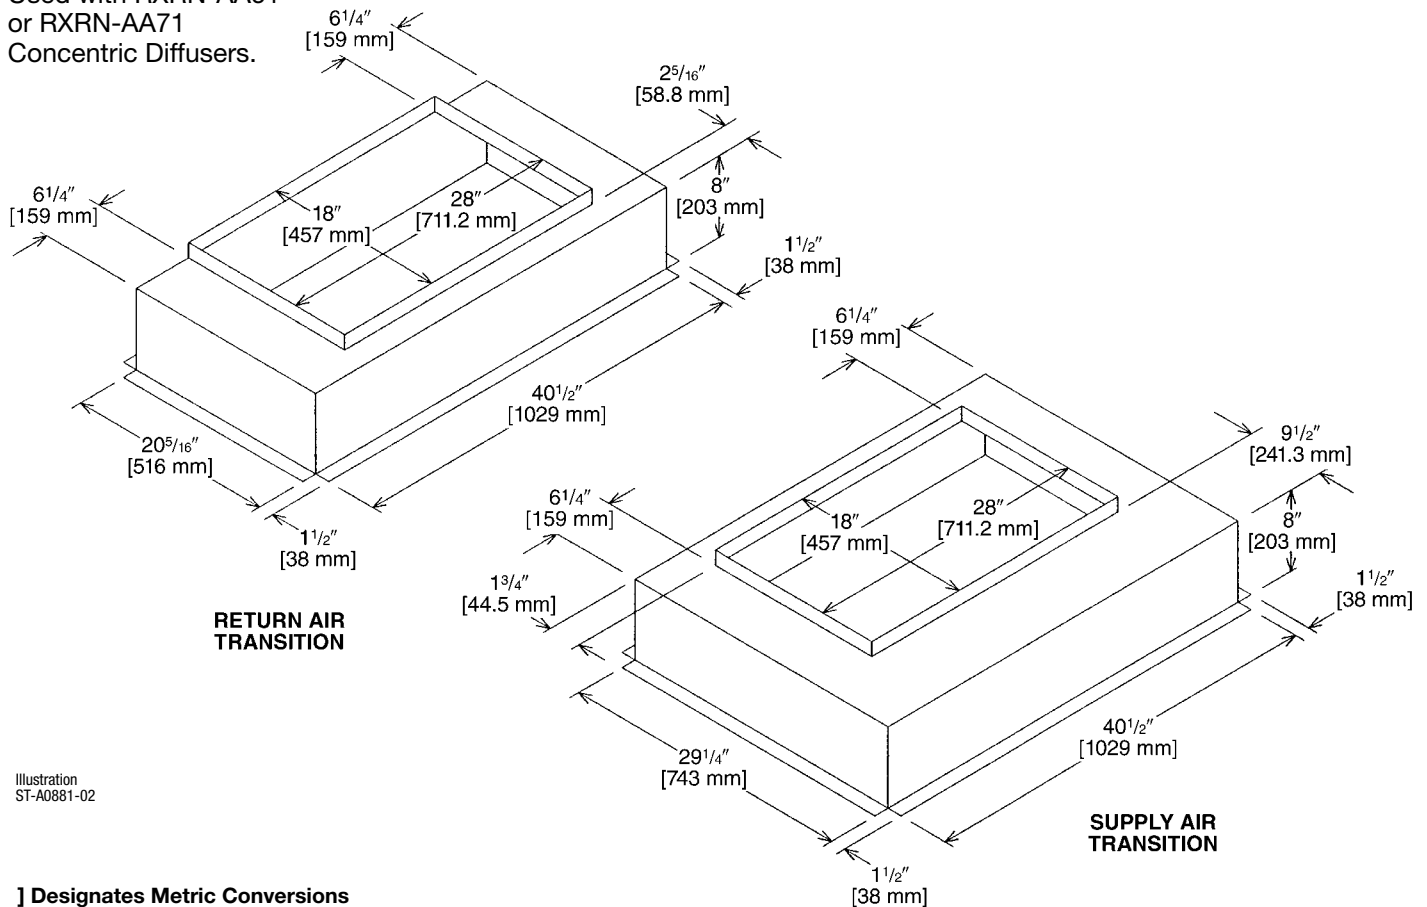 or RXRN-AA71
Concentric Diffusers.
6 1/4"
[159 mm]
2 5/16"
[58.8 mm]
6 1/4"
[159 mm]
18"
[457 mm]
28"
[711.2 mm]
8"
[203 mm]
1 1/2"
[38 mm]
40 1/2"
[1029 mm]
20 5/16"
[516 mm]
1 1/2"
[38 mm]
RETURN AIR
TRANSITION
6 1/4"
[159 mm]
9 1/2"
[241.3 mm]
6 1/4"
[159 mm]
18"
[457 mm]
28"
[711.2 mm]
8"
[203 mm]
1 3/4"
[44.5 mm]
1 1/2"
[38 mm]
40 1/2"
[1029 mm]
29 1/4"
[743 mm]
1 1/2"
[38 mm]
SUPPLY AIR
TRANSITION
Illustration
ST-A0881-02
] Designates Metric Conversions